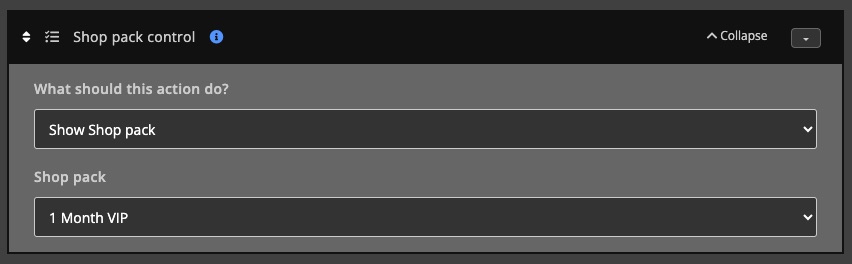 Shop pack control
Collapse
What should this action do?
Show Shop pack
Shop pack
1 Month VIP